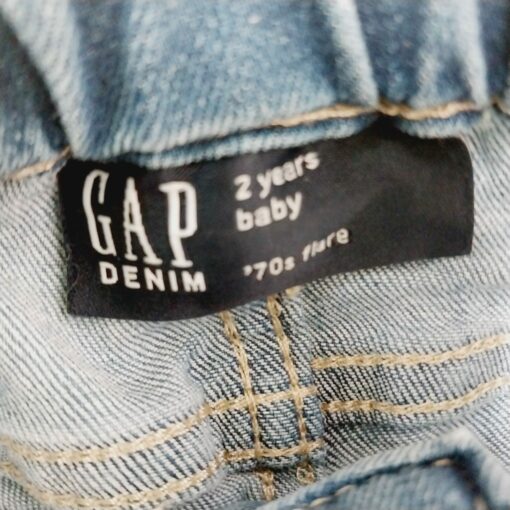 GAP
DENIM
2 years
baby
'70s flare